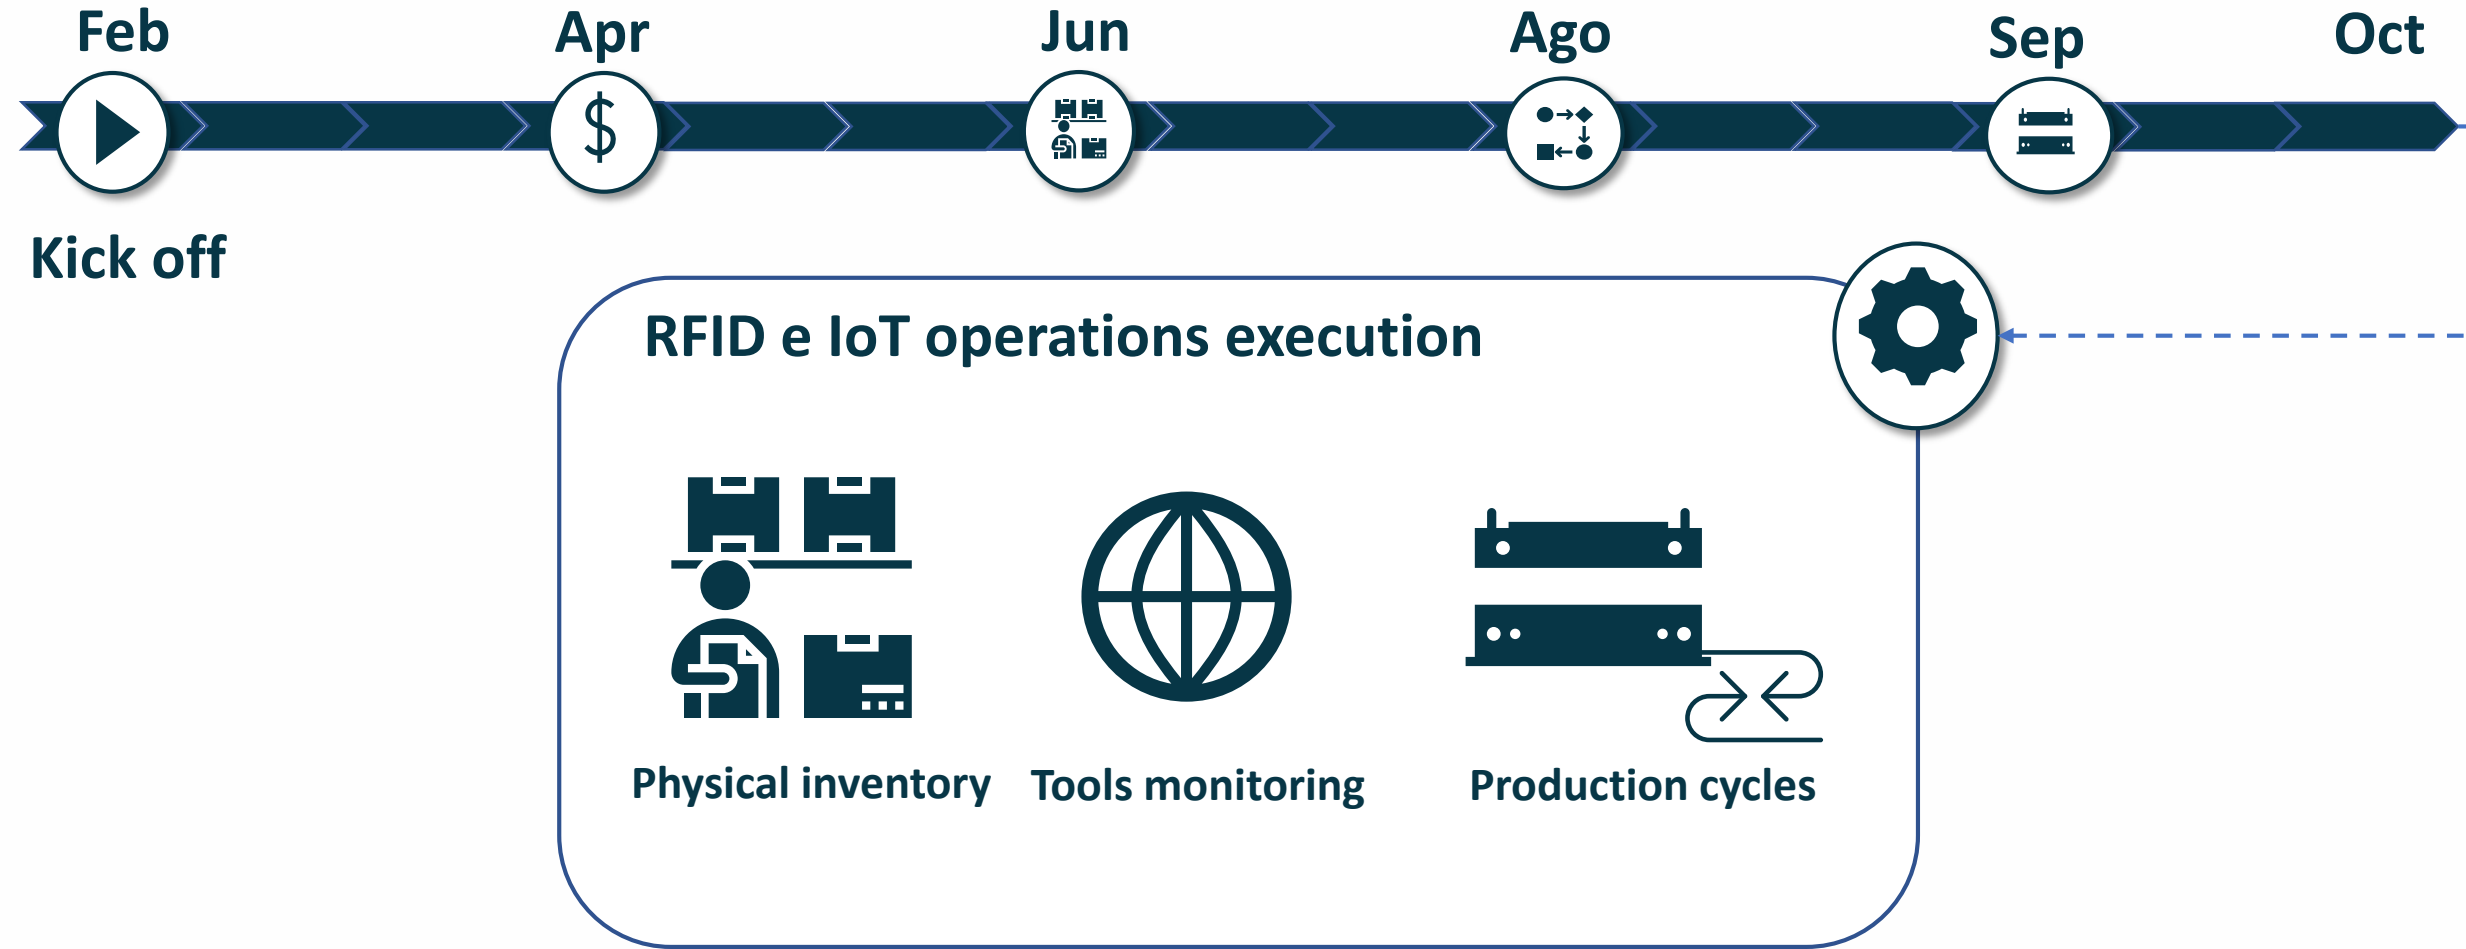 Feb
Apr
Jun
Ago
Sep
Oct
$
Kick off
RFID e IoT operations execution
Physical inventory
Tools monitoring
Production cycles